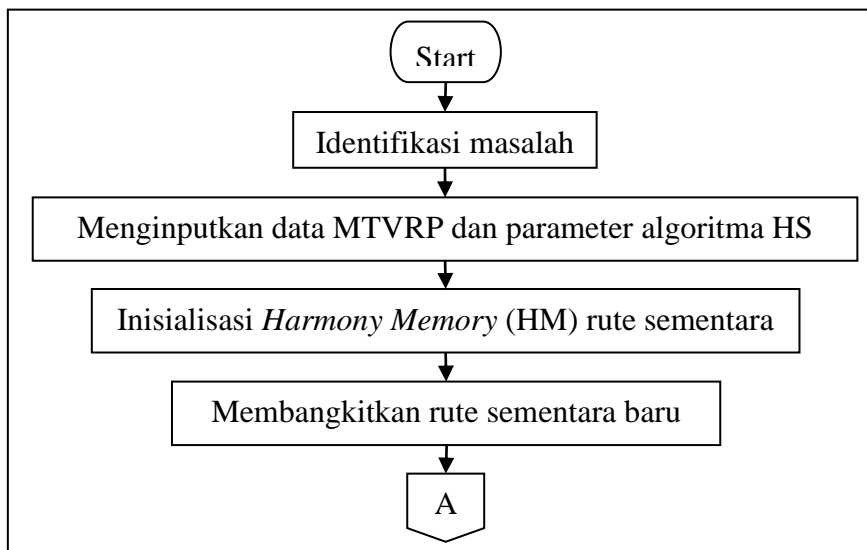 Start
Identifikasi masalah
Menginputkan data MTVRP dan parameter algoritma HS
Inisialisasi Harmony Memory (HM) rute sementara
Membangkitkan rute sementara baru
A